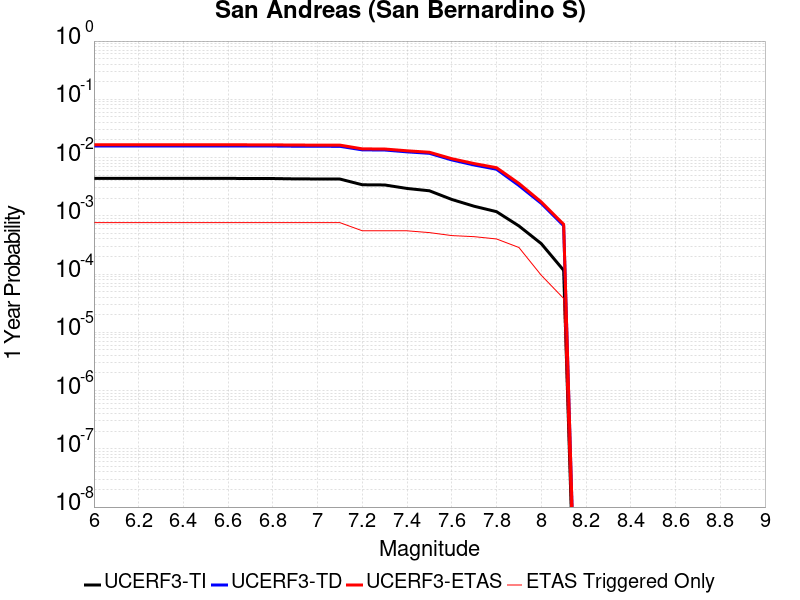 San Andreas (San Bernardino S)
10^0
10^-1
10^-2
10^-3
10^-4
10^-5
10^-6
10^-7
10^-8
1 Year Probability
6 6.2 6.4 6.6 6.8 7 7.2 7.4 7.6 7.8 8 8.2 8.4 8.6 8.8 9
Magnitude
UCERF3-TI UCERF3-TD UCERF3-ETAS ETAS Triggered Only